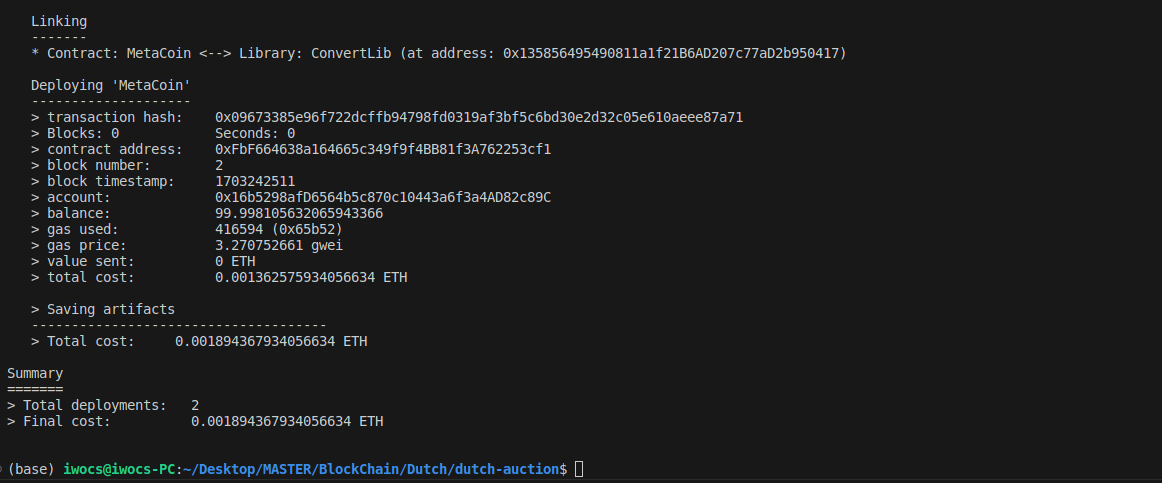 Linking
-------
* Contract: MetaCoin <--> Library: ConvertLib (at address: 0x135856495490811a1f21B6AD207c77aD2b950417)
Deploying 'MetaCoin'
--------------------
> transaction hash:    0x09673385e96f722dcffb94798fd0319af3bf5c6bd30e2d32c05e610aeee87a71
> Blocks: 0            Seconds: 0
> contract address:    0xFbF664638a164665c349f9f4BB81f3A762253cf1
> block number:        2
> block timestamp:     1703242511
> account:             0x16b5298afD6564b5c870c10443a6f3a4AD82c89C
> balance:             99.998105632065943366
> gas used:            416594 (0x65b52)
> gas price:           3.270752661 gwei
> value sent:          0 ETH
> total cost:          0.001362575934056634 ETH
> Saving artifacts
-------------------------------------
> Total cost:     0.001894367934056634 ETH
Summary
=======
> Total deployments:   2
> Final cost:          0.001894367934056634 ETH
(base) iwocs@iwocs-PC:~/Desktop/MASTER/BlockChain/Dutch/dutch-auction$